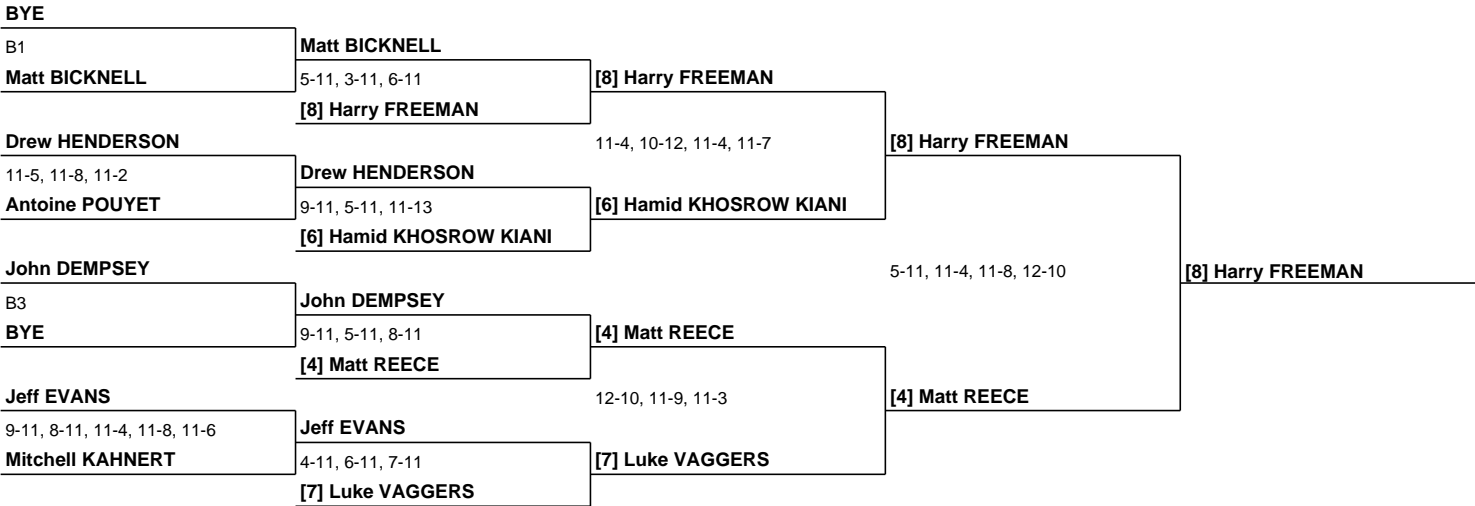 BYE
B1
Matt BICKNELL
Matt BICKNELL
5-11, 3-11, 6-11
[8] Harry FREEMAN
[8] Harry FREEMAN
Drew HENDERSON
11-5, 11-8, 11-2
Antoine POUYET
Drew HENDERSON
9-11, 5-11, 11-13
[6] Hamid KHOSROW KIANI
11-4, 10-12, 11-4, 11-7
[6] Hamid KHOSROW KIANI
[8] Harry FREEMAN
John DEMPSEY
B3
BYE
John DEMPSEY
9-11, 5-11, 8-11
[4] Matt REECE
[4] Matt REECE
Jeff EVANS
9-11, 8-11, 11-4, 11-8, 11-6
Mitchell KAHNERT
Jeff EVANS
4-11, 6-11, 7-11
[7] Luke VAGGERS
12-10, 11-9, 11-3
[7] Luke VAGGERS
[4] Matt REECE
5-11, 11-4, 11-8, 12-10
[8] Harry FREEMAN